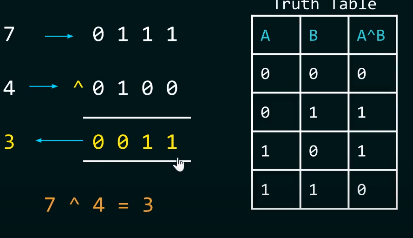 7 → 0 1 1 1
4 → ^ 0 1 0 0
3 ← 0 0 1 1
7 ^ 4 = 3
Truth Table
A B A^B
0 0 0
0 1 1
1 0 1
1 1 0